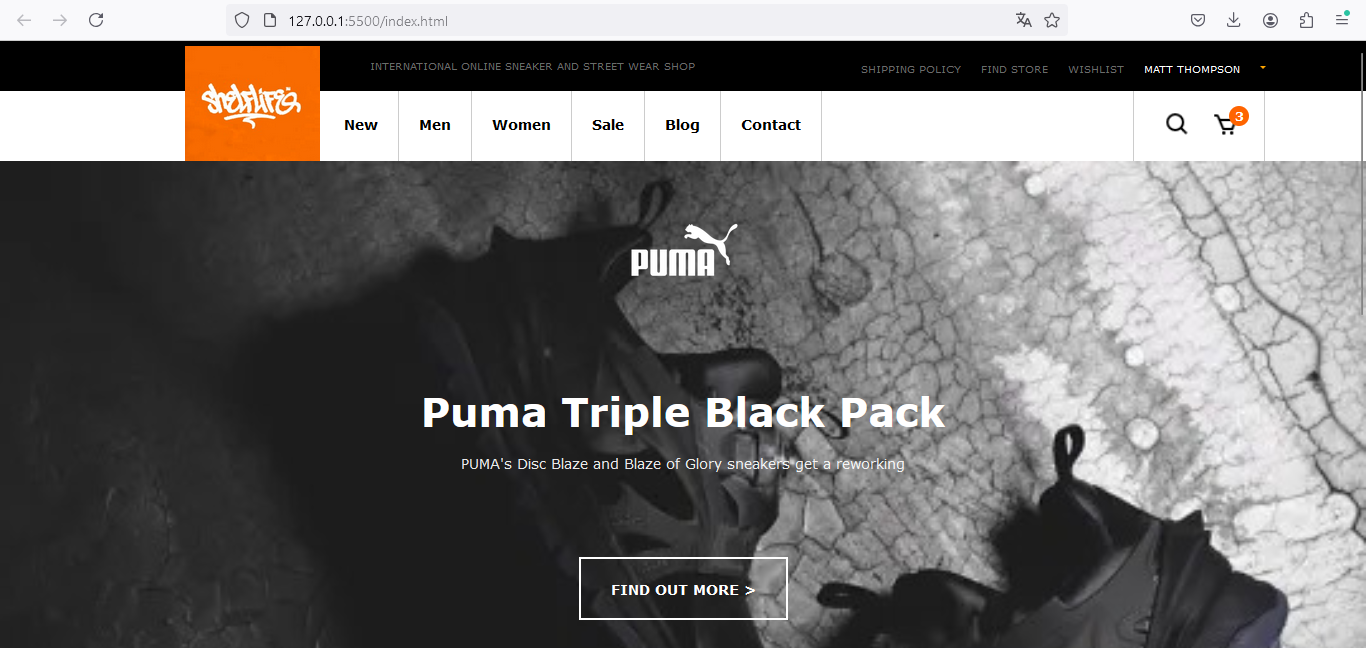 127.0.0.1:5500/index.html
INTERNATIONAL ONLINE SNEAKER AND STREET WEAR SHOP
SHIPPING POLICY FIND STORE WISHLIST MATT THOMPSON
shelflife
New Men Women Sale Blog Contact 3
PUMA
Puma Triple Black Pack
PUMA's Disc Blaze and Blaze of Glory sneakers get a reworking
FIND OUT MORE >